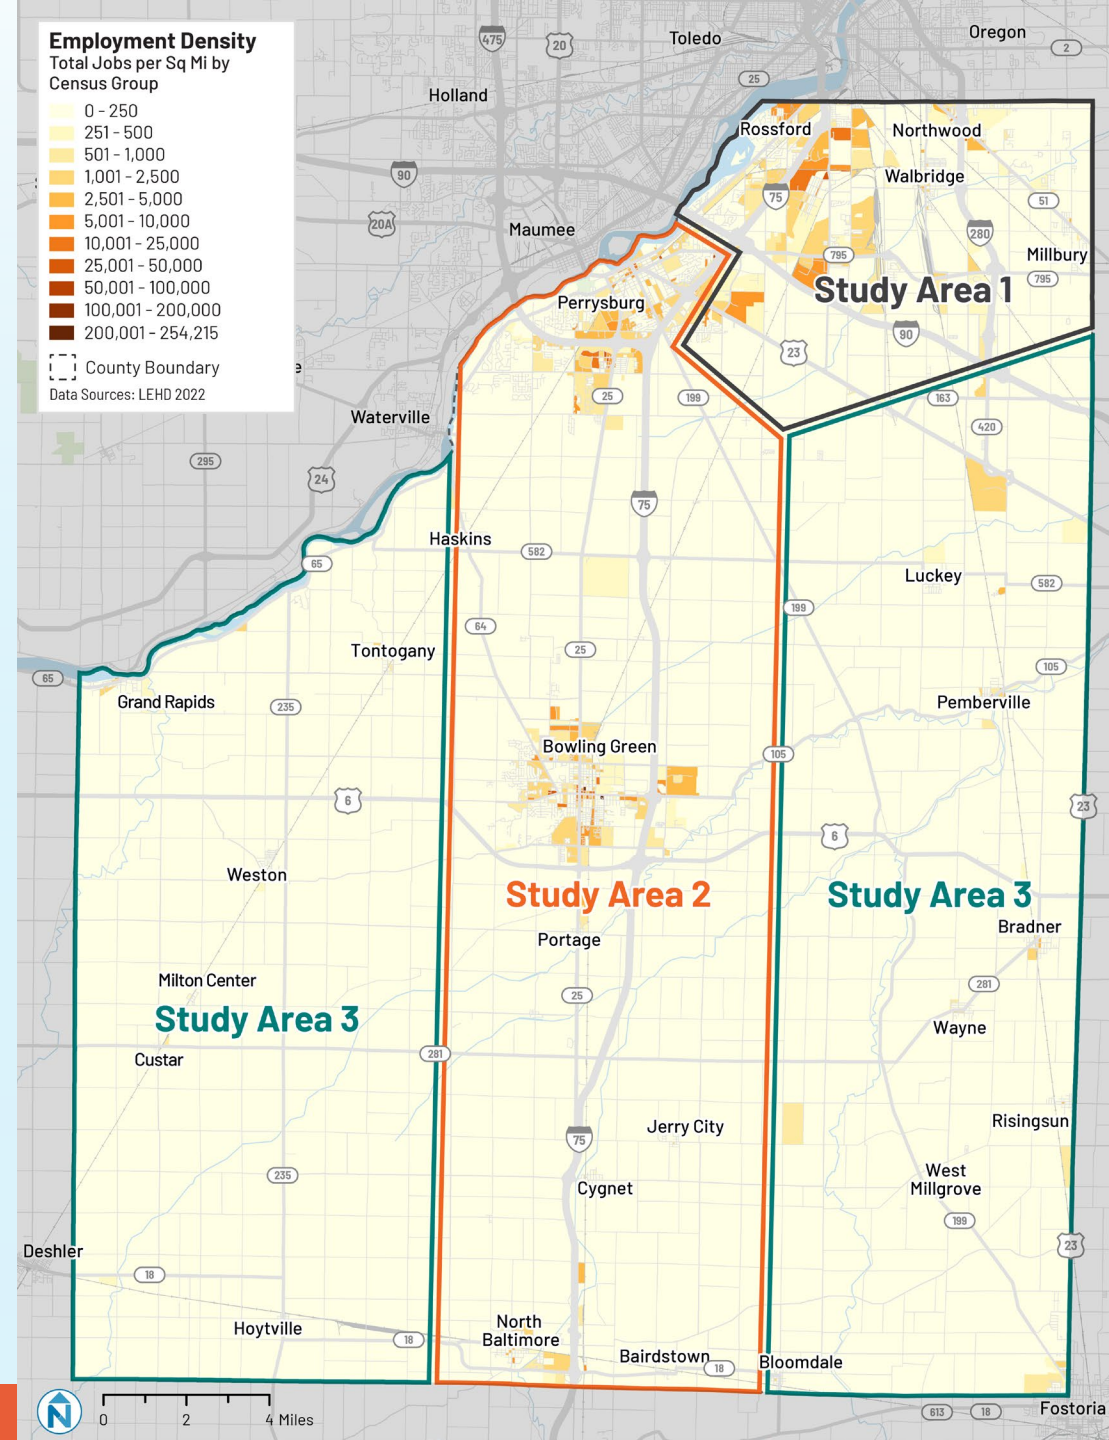 Employment Density
Total Jobs per Sq Mi by
Census Group
0 - 250
251 - 500
501 - 1,000
1,001 - 2,500
2,501 - 5,000
5,001 - 10,000
10,001 - 25,000
25,001 - 50,000
50,001 - 100,000
100,001 - 200,000
200,001 - 254,215
County Boundary
Data Sources: LEHD 2022
475
20
Toledo
Oregon
2
25
Holland
Rossford
Northwood
90
Walbridge
75
51
20A
Maumee
280
795
Millbury
795
Study Area 1
Perrysburg
90
23
e
25
199
163
Waterville
420
295
24
75
Haskins
582
65
Luckey
582
199
64
25
Tontogany
105
65
Grand Rapids
235
Pemberville
Bowling Green
105
6
23
6
Weston
Study Area 2
Study Area 3
Bradner
Portage
Milton Center
281
25
Study Area 3
Wayne
281
Custar
Risingsun
75
Jerry City
235
West
Millgrove
Cygnet
199
23
Deshler
18
North
Baltimore
Hoytville
18
Bairdstown
18
Bloomdale
N
0
2
4 Miles
613
18
Fostoria